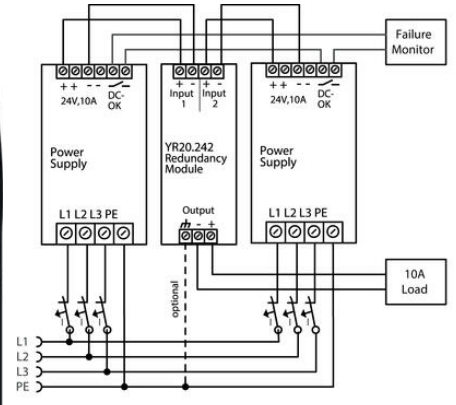 Failure
Monitor
+ + - - DC-
OK
24V,10A
+ - + -
Input Input
1 2
+ + - - DC-
OK
24V,10A
Power
Supply
YR20.242
Redundancy
Module
Power
Supply
L1 L2 L3 PE
Output
- +
L1 L2 L3 PE
optional
10A
Load
I I I
I I I
L1
L2
L3
PE